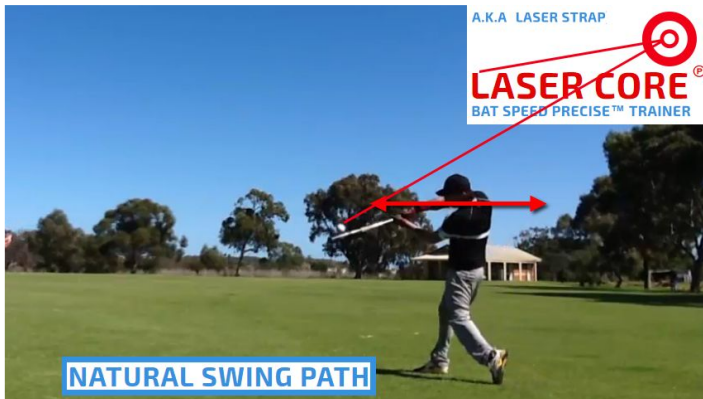 A.K.A LASER STRAP
LASER CORE ℗
BAT SPEED PRECISE™ TRAINER
NATURAL SWING PATH